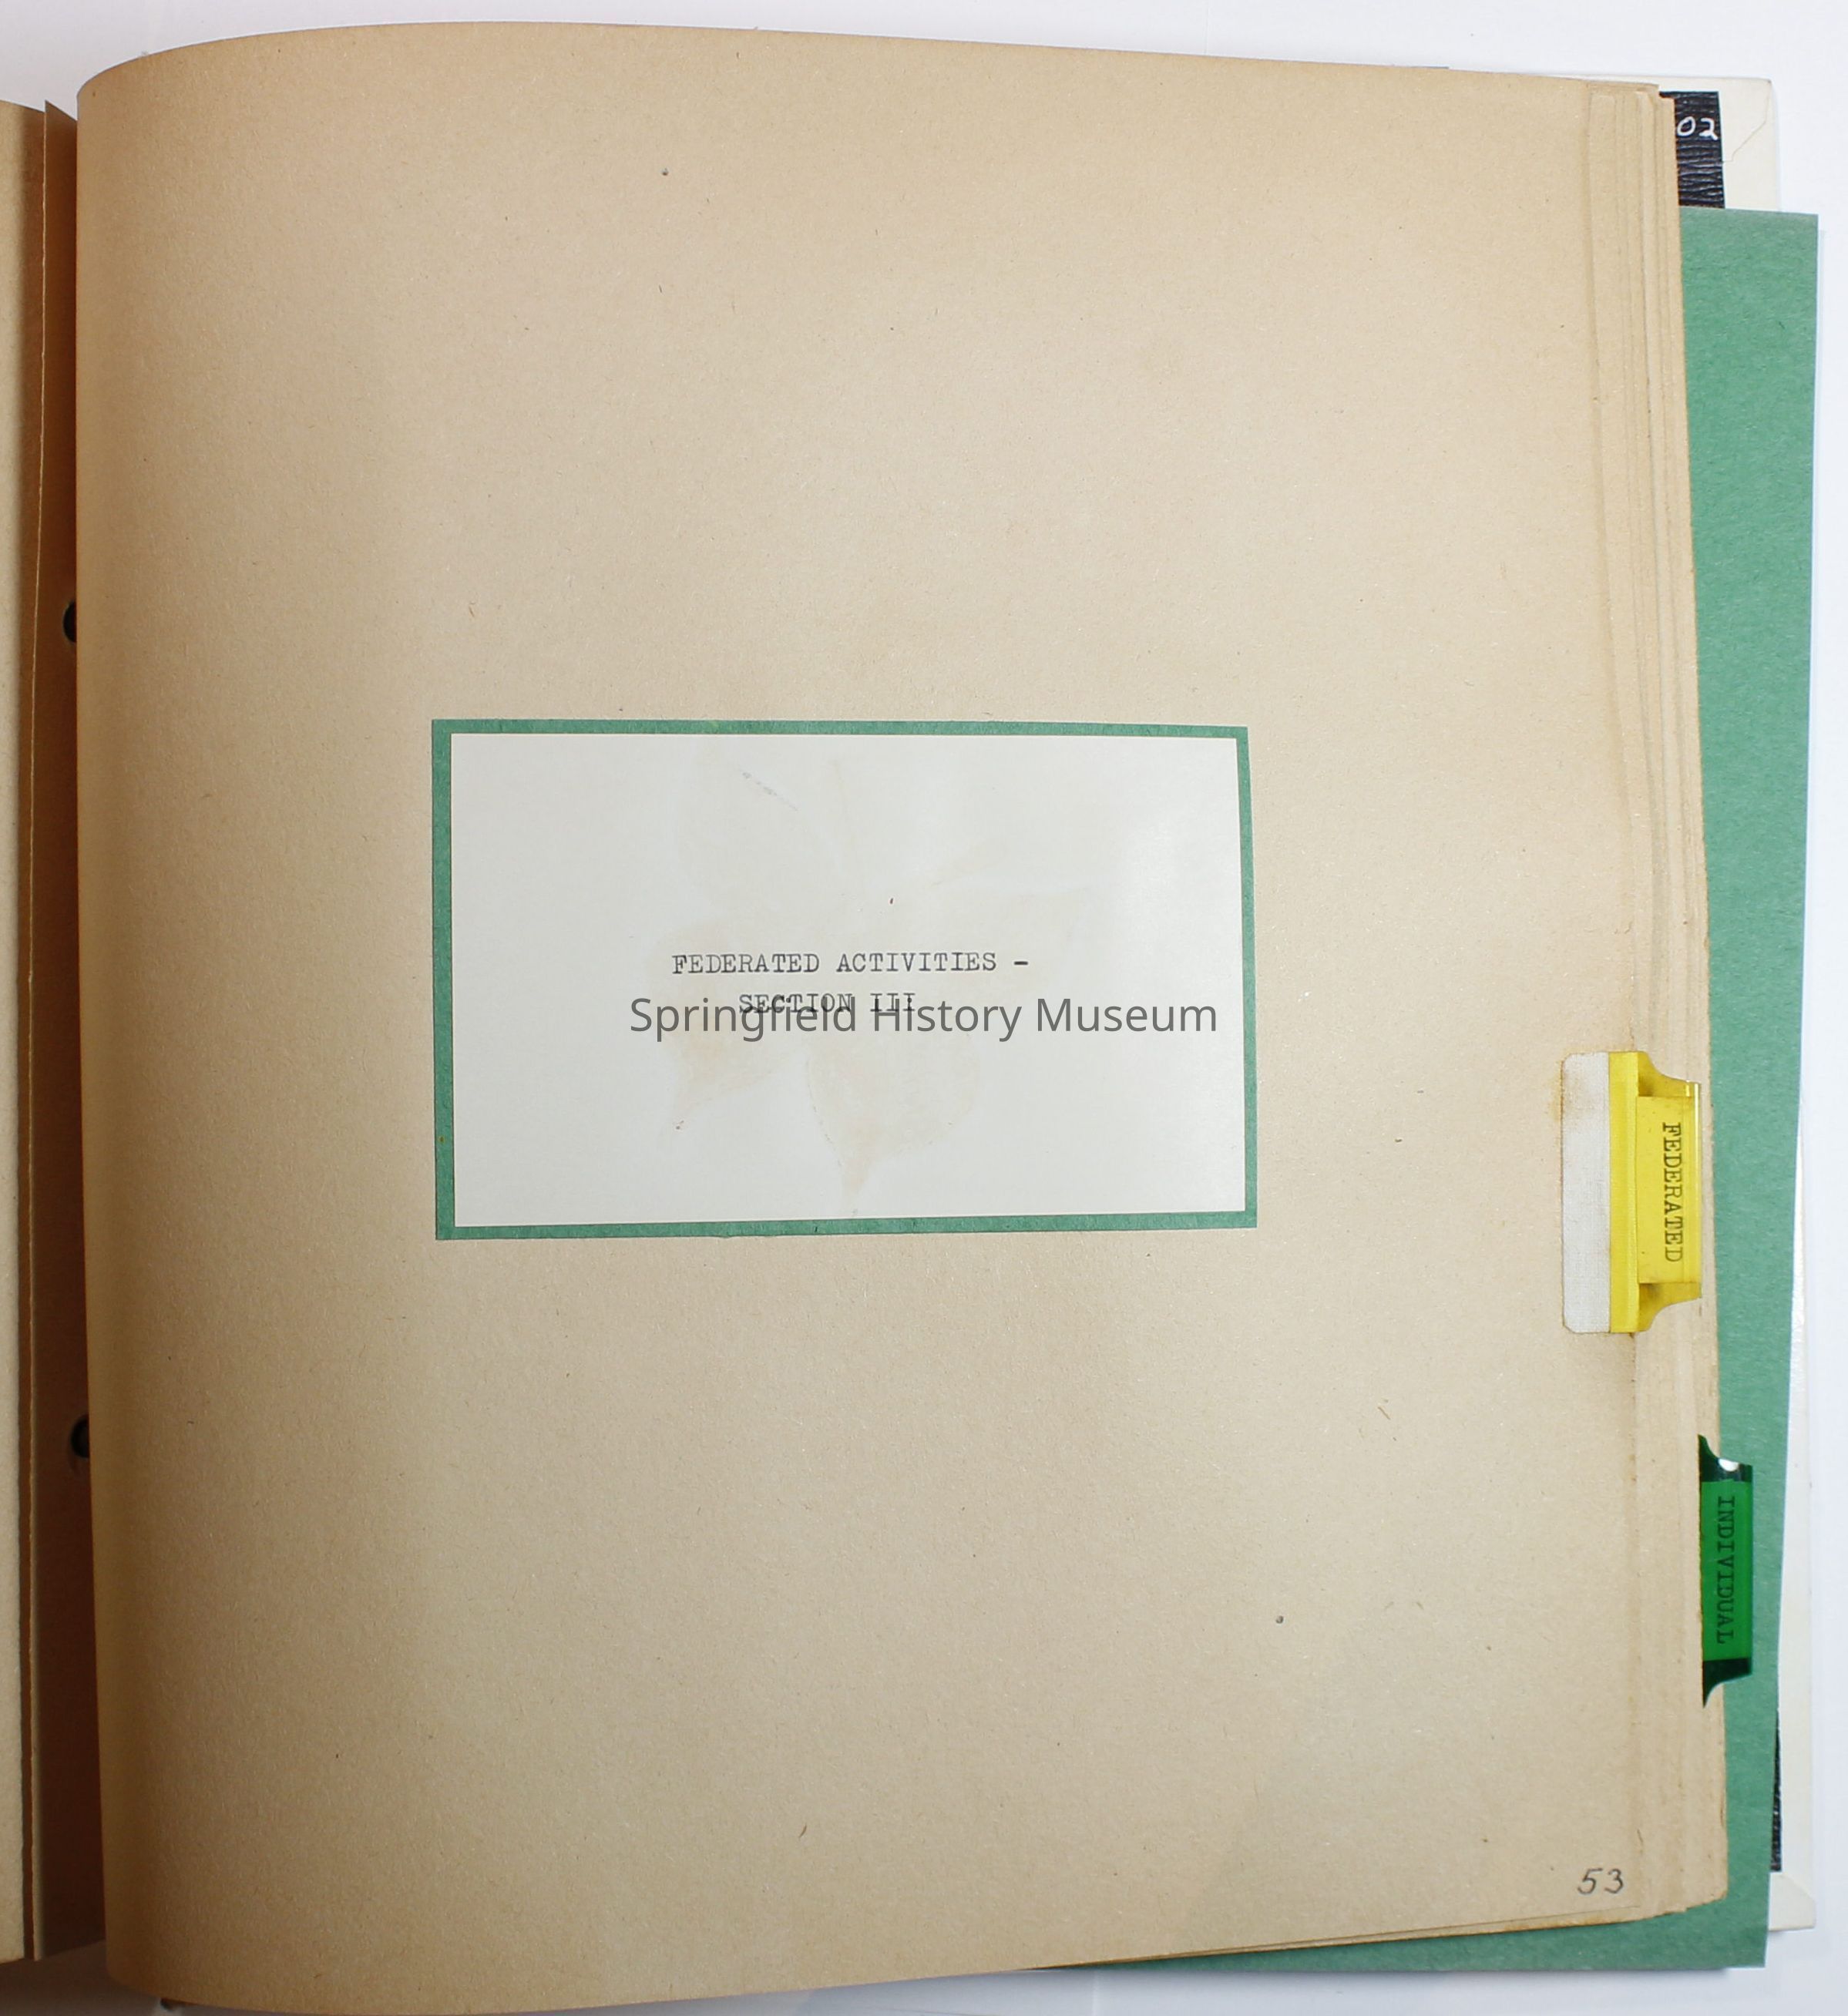 02
FEDERATED ACTIVITIES -
SECTION III
Springfield History Museum
FEDERATED
INDIVIDUAL
53